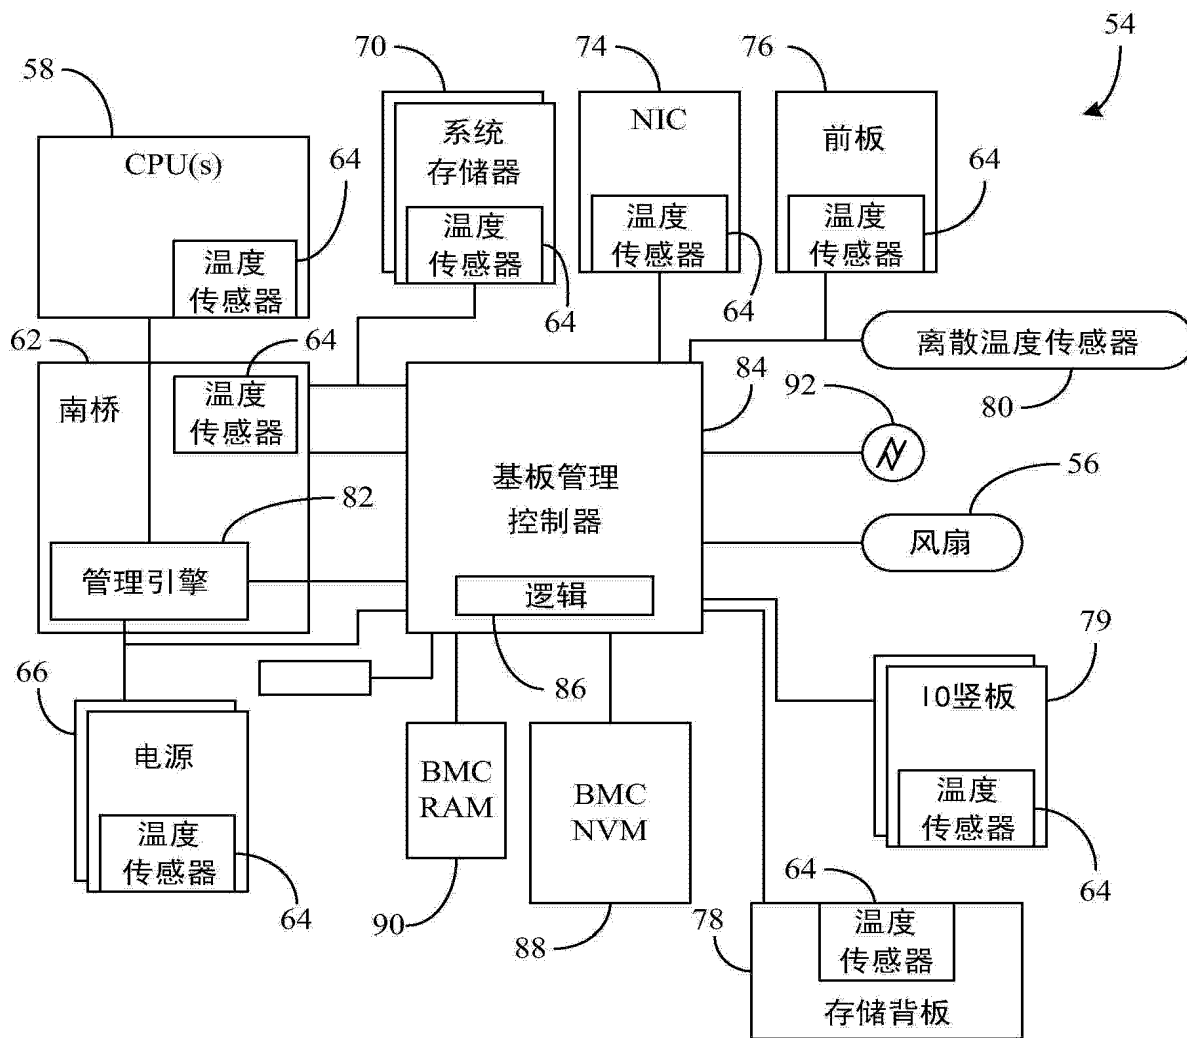 54
70
74
76
58
系统
存储器
NIC
前板
CPU(s)
64
64
温度
传感器
温度
传感器
温度
传感器
温度
传感器
64
64
62
64
离散温度传感器
84
92
80
南桥
温度
传感器
基板管理
控制器
56
82
风扇
管理引擎
逻辑
79
66
86
IO竖板
电源
BMC
RAM
BMC
NVM
温度
传感器
温度
传感器
64
64
64
90
88
78
温度
传感器
存储背板